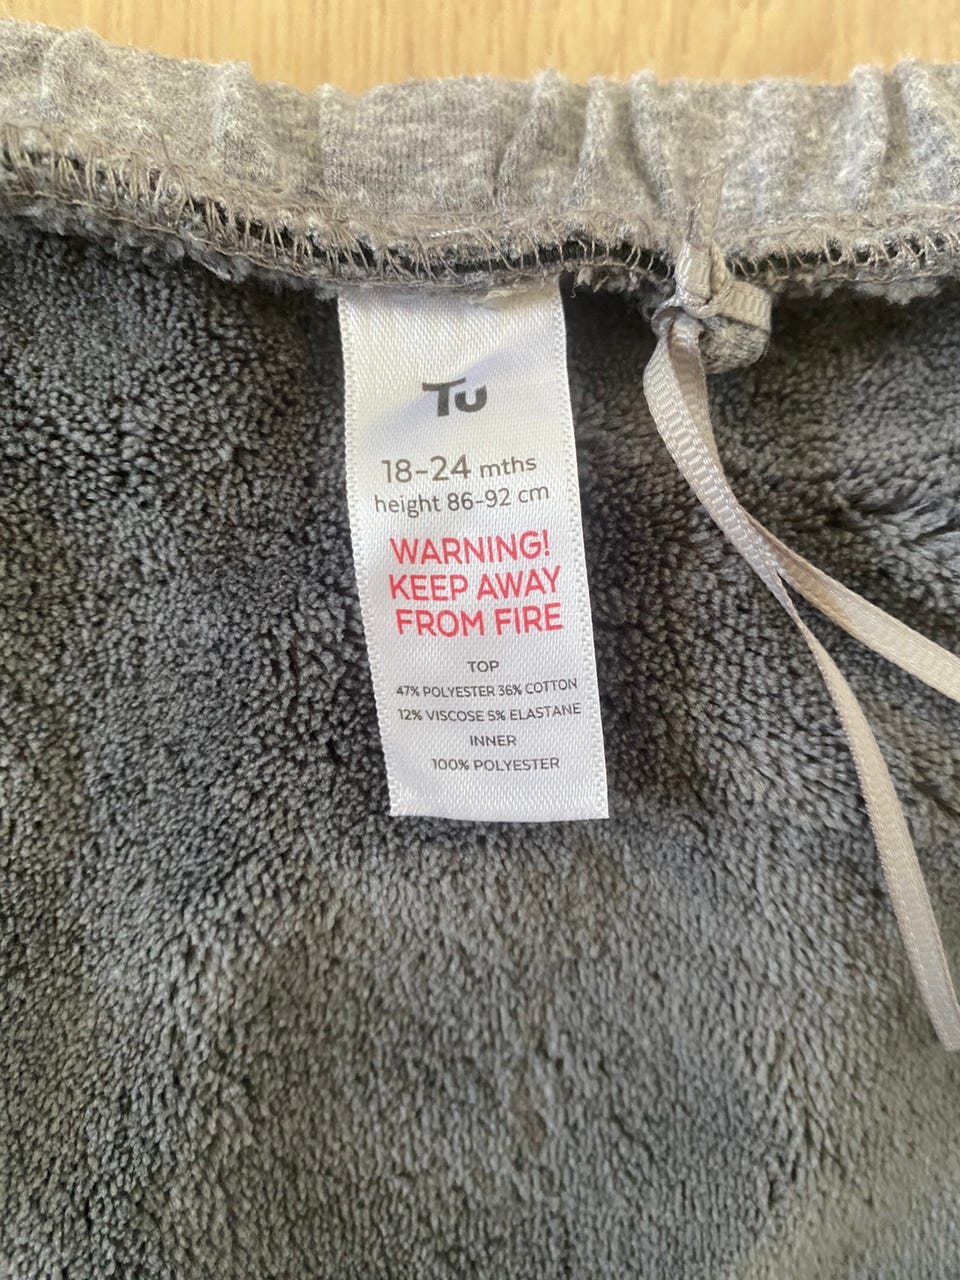 Tu
18-24 mths
height 86-92 cm
WARNING!
KEEP AWAY
FROM FIRE
TOP
47% POLYESTER 36% COTTON
12% VISCOSE 5% ELASTANE
INNER
100% POLYESTER